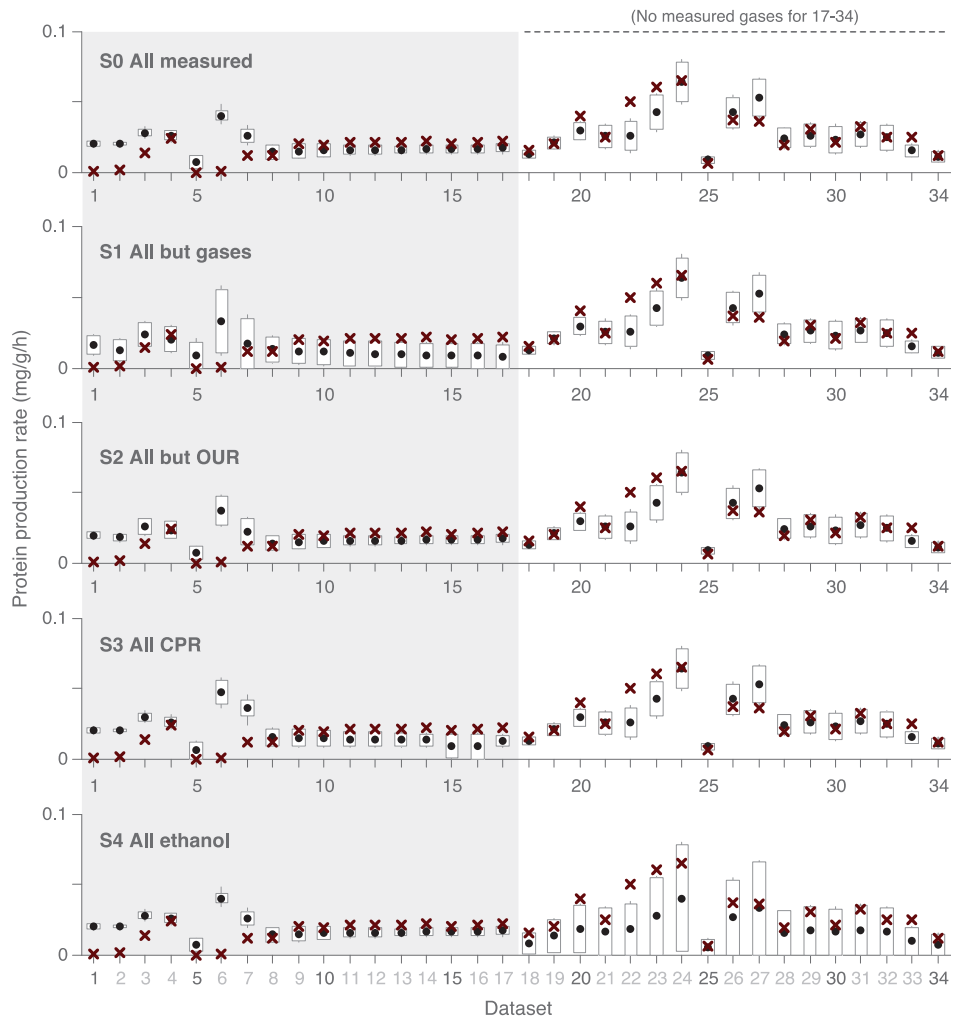 (No measured gases for 17-34)
0.1
S0 All measured
0
1 5 10 15 20 25 30 34
0.1
S1 All but gases
0
1 5 10 15 20 25 30 34
Protein production rate (mg/g/h)
0.1
S2 All but OUR
0
1 5 10 15 20 25 30 34
0.1
S3 All CPR
0
1 5 10 15 20 25 30 34
0.1
S4 All ethanol
0
1 2 3 4 5 6 7 8 9 10 11 12 13 14 15 16 17 18 19 20 21 22 23 24 25 26 27 28 29 30 31 32 33 34
Dataset